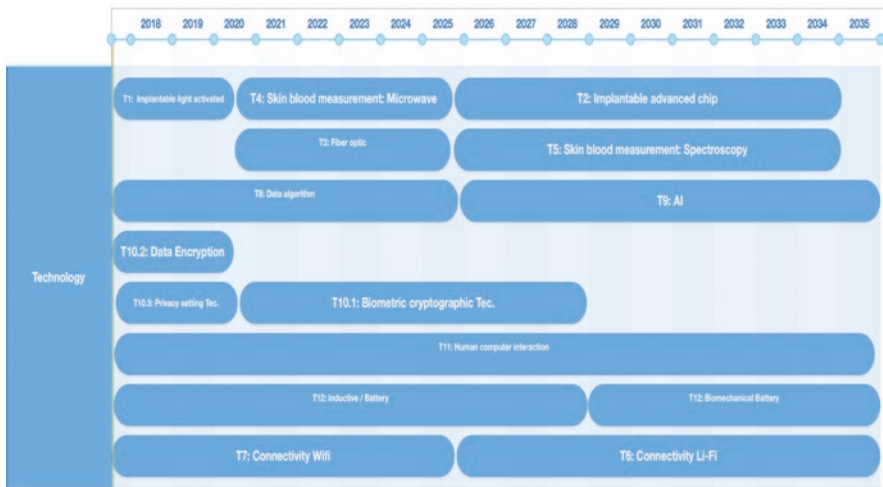 2018 2019 2020 2021 2022 2023 2024 2025 2026 2027 2028 2029 2030 2031 2032 2033 2034 2035
T1: Implantable light activated T4: Skin blood measurement: Microwave T2: Implantable advanced chip
T3: Fiber optic T5: Skin blood measurement: Spectroscopy
T8: Data algorithm T9: AI
T10.2: Data Encryption
Technology
T10.3: Privacy setting Tec. T10.1: Biometric cryptographic Tec.
T11: Human computer interaction
T12: Inductive / Battery T12: Biomechanical Battery
T7: Connectivity Wifi T6: Connectivity Li-Fi